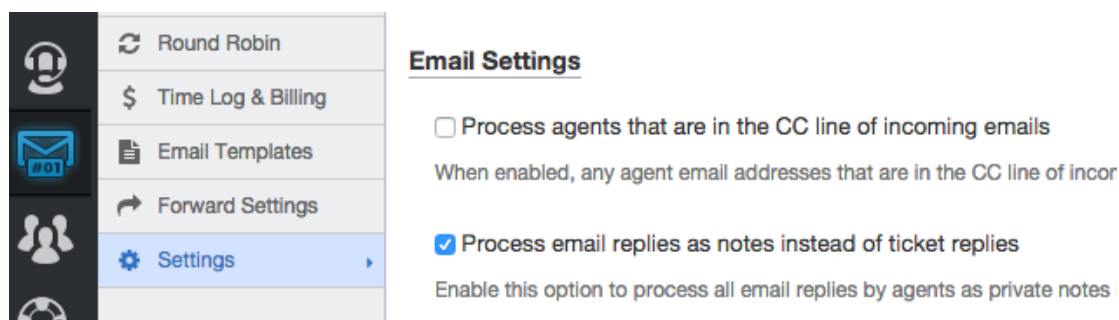 Round Robin
$ Time Log & Billing
Email Templates
Forward Settings
Settings
#01
Email Settings
Process agents that are in the CC line of incoming emails
When enabled, any agent email addresses that are in the CC line of
Process email replies as notes instead of ticket replies
Enable this option to process all email replies by agents as private notes